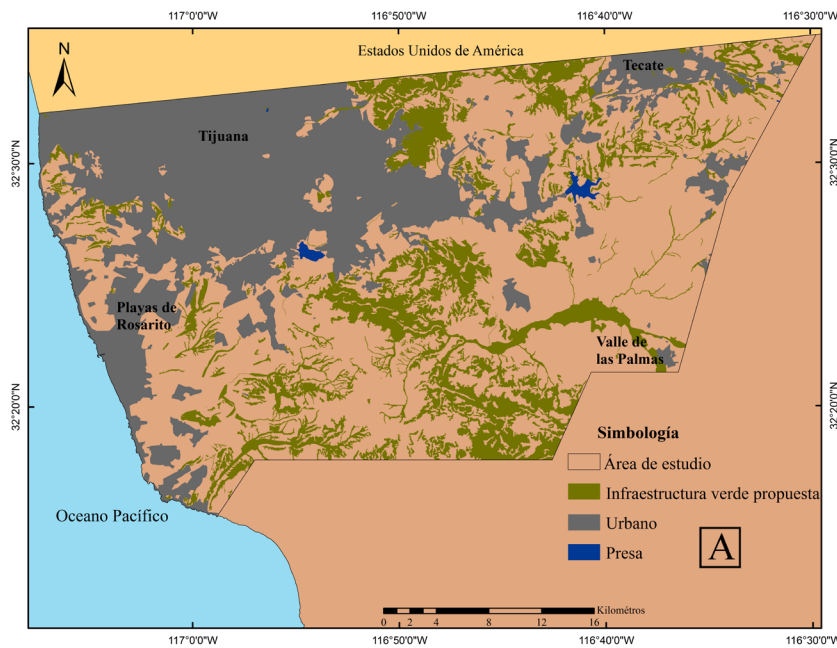 117°0'0"W 116°50'0"W 116°40'0"W 116°30'0"W
N
Estados Unidos de América
Tecate
Tijuana
32°30'0"N
32°30'0"N
Playas de
Rosarito
Valle de
las Palmas
32°20'0"N
32°20'0"N
Simbología
Área de estudio
Infraestructura verde propuesta
Urbano
Presa
A
Oceano Pacífico
Kilométros
0 2 4 8 12 16
117°0'0"W 116°50'0"W 116°40'0"W 116°30'0"W